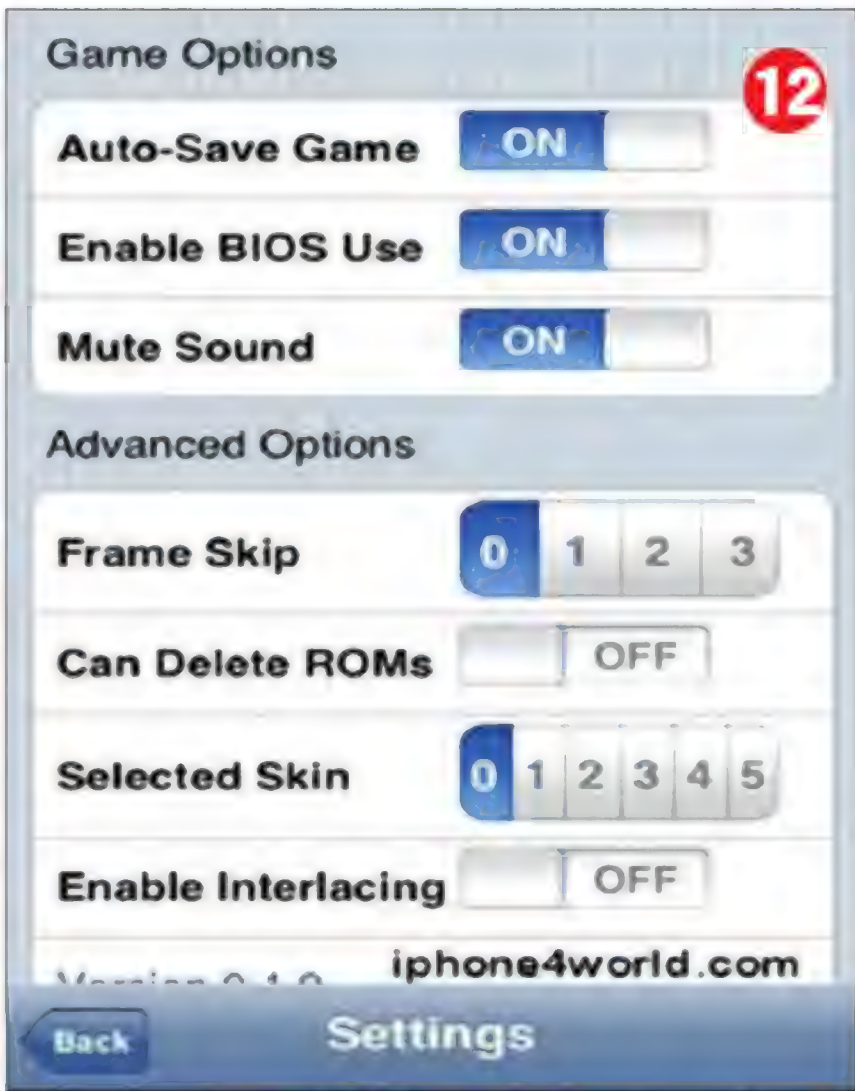 Game Options
12
Auto-Save Game ON
Enable BIOS Use ON
Mute Sound ON
Advanced Options
Frame Skip 0 1 2 3
Can Delete ROMs OFF
Selected Skin 0 1 2 3 4 5
Enable Interlacing OFF
Version
iphone4world.com
Back Settings